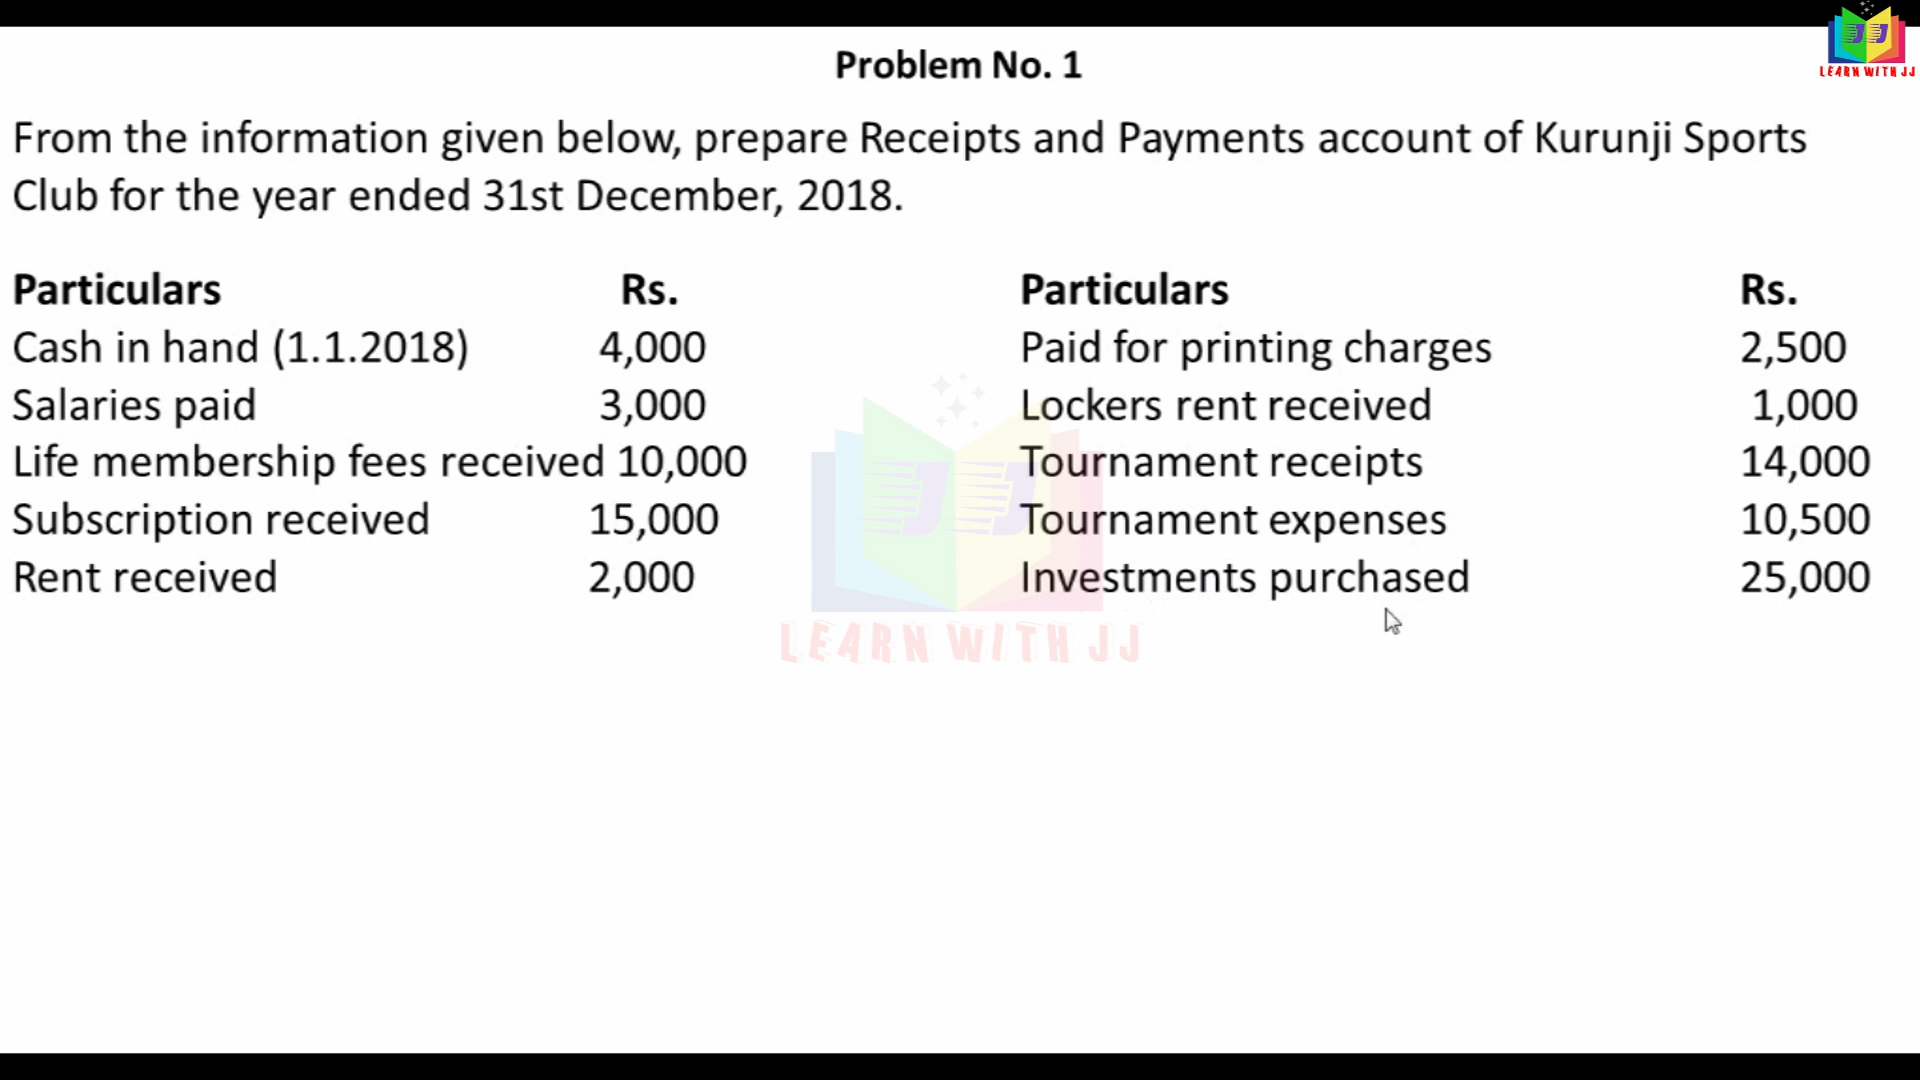 Problem No. 1
LEARN WITH JJ
From the information given below, prepare Receipts and Payments account of Kurunji Sports
Club for the year ended 31st December, 2018.
Particulars Rs. Particulars Rs.
Cash in hand (1.1.2018) 4,000 Paid for printing charges 2,500
Salaries paid 3,000 Lockers rent received 1,000
Life membership fees received 10,000 Tournament receipts 14,000
Subscription received 15,000 Tournament expenses 10,500
Rent received 2,000 Investments purchased 25,000
JJ
LEARN WITH JJ